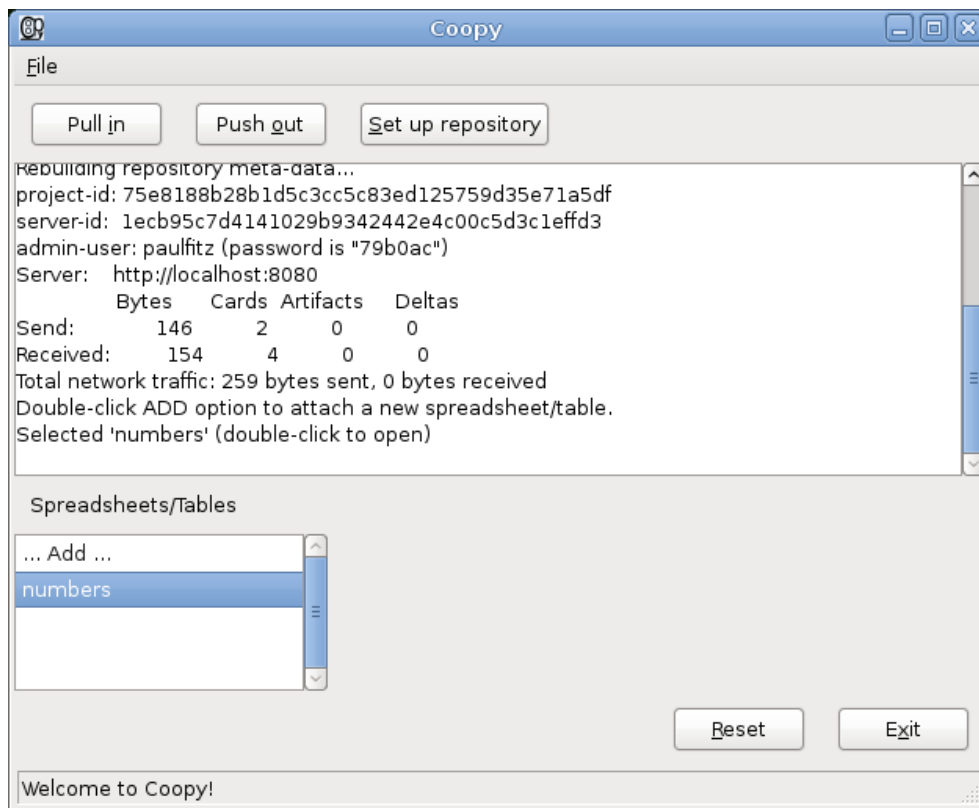 Coopy
File
Pull in Push out Set up repository
Rebuilding repository meta-data...
project-id: 75e8188b28b1d5c3cc5c83ed125759d35e71a5df
server-id: 1ecb95c7d4141029b9342442e4c00c5d3c1effd3
admin-user: paulfitz (password is "79b0ac")
Server: http://localhost:8080
Bytes Cards Artifacts Deltas
Send: 146 2 0 0
Received: 154 4 0 0
Total network traffic: 259 bytes sent, 0 bytes received
Double-click ADD option to attach a new spreadsheet/table.
Selected 'numbers' (double-click to open)
Spreadsheets/Tables
... Add ...
numbers
Reset Exit
Welcome to Coopy!